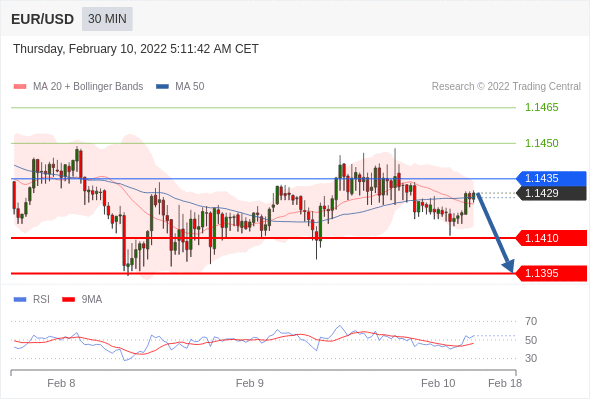 EUR/USD 30 MIN
Thursday, February 10, 2022 5:11:42 AM CET
MA 20 + Bollinger Bands MA 50 Research © 2022 Trading Central
1.1465
1.1450
1.1435
1.1429
1.1410
1.1395
RSI 9MA
70
50
30
Feb 8 Feb 9 Feb 10 Feb 18